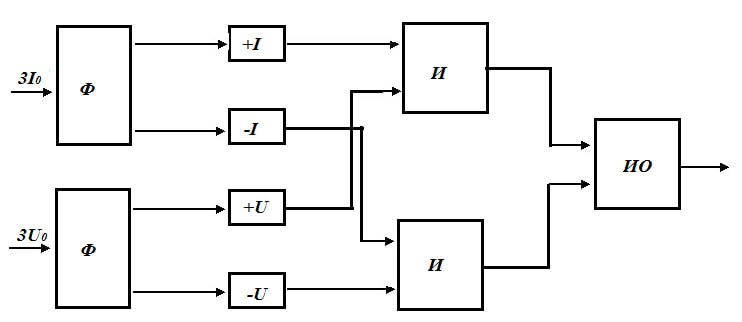 3I₀
Ф
+I
И
-I
ИО
3U₀
Ф
+U
И
-U